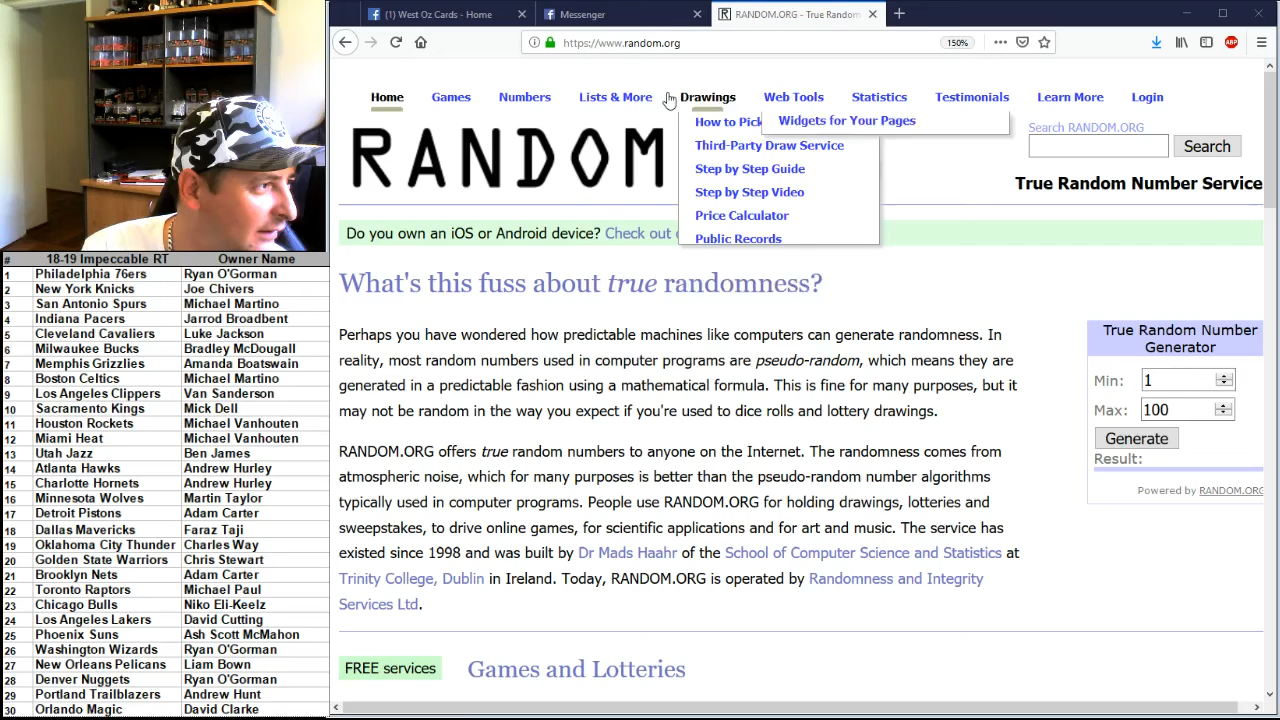 (1) West Oz Cards - Home
Messenger
RANDOM.ORG - True Random
https://www.random.org
150%
ABP
Home
Games
Numbers
Lists & More
Drawings
Web Tools
Statistics
Testimonials
Learn More
Login
How to Pick
Widgets for Your Pages
Third-Party Draw Service
Step by Step Guide
Step by Step Video
Price Calculator
Public Records
RANDOM
Search RANDOM.ORG
Search
True Random Number Service
Do you own an iOS or Android device? Check out
What's this fuss about true randomness?
Perhaps you have wondered how predictable machines like computers can generate randomness. In
reality, most random numbers used in computer programs are pseudo-random, which means they are
generated in a predictable fashion using a mathematical formula. This is fine for many purposes, but it
may not be random in the way you expect if you're used to dice rolls and lottery drawings.
RANDOM.ORG offers true random numbers to anyone on the Internet. The randomness comes from
atmospheric noise, which for many purposes is better than the pseudo-random number algorithms
typically used in computer programs. People use RANDOM.ORG for holding drawings, lotteries and
sweepstakes, to drive online games, for scientific applications and for art and music. The service has
existed since 1998 and was built by Dr Mads Haahr of the School of Computer Science and Statistics at
Trinity College, Dublin in Ireland. Today, RANDOM.ORG is operated by Randomness and Integrity
Services Ltd.
FREE services
Games and Lotteries
True Random Number
Generator
Min: 1
Max: 100
Generate
Result:
Powered by RANDOM.ORG
# 18-19 Impeccable RT Owner Name
1 Philadelphia 76ers Ryan O'Gorman
2 New York Knicks Joe Chivers
3 San Antonio Spurs Michael Martino
4 Indiana Pacers Jarrod Broadbent
5 Cleveland Cavaliers Luke Jackson
6 Milwaukee Bucks Bradley McDougall
7 Memphis Grizzlies Amanda Boatswain
8 Boston Celtics Michael Martino
9 Los Angeles Clippers Van Sanderson
10 Sacramento Kings Mick Dell
11 Houston Rockets Michael Vanhouten
12 Miami Heat Michael Vanhouten
13 Utah Jazz Ben James
14 Atlanta Hawks Andrew Hurley
15 Charlotte Hornets Andrew Hurley
16 Minnesota Wolves Martin Taylor
17 Detroit Pistons Adam Carter
18 Dallas Mavericks Faraz Taji
19 Oklahoma City Thunder Charles Way
20 Golden State Warriors Chris Stewart
21 Brooklyn Nets Adam Carter
22 Toronto Raptors Michael Paul
23 Chicago Bulls Niko Eli-Keelz
24 Los Angeles Lakers David Cutting
25 Phoenix Suns Ash Scott McMahon
26 Washington Wizards Ryan O'Gorman
27 New Orleans Pelicans Liam Bown
28 Denver Nuggets Ryan O'Gorman
29 Portland Trailblazers Andrew Hunt
30 Orlando Magic David Clarke